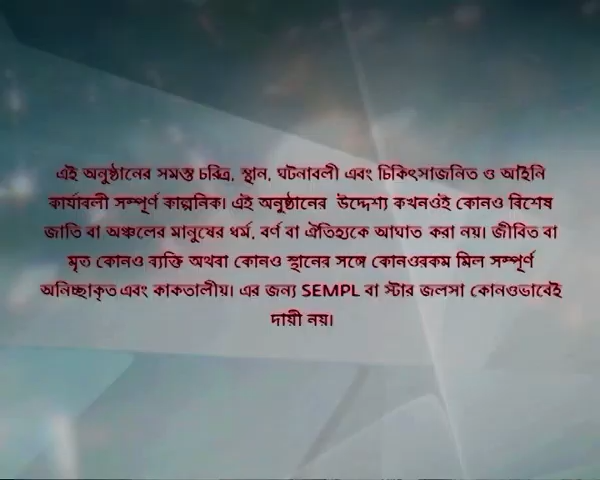 এই অনুষ্ঠানের সমস্ত চরিত্র, স্থান, ঘটনাবলী এবং চিকিৎসাজনিত ও আইনি
কার্যাবলী সম্পূর্ণ কাল্পনিক। এই অনুষ্ঠানের উদ্দেশ্য কখনওই কোনও বিশেষ
জাতি বা অঞ্চলের মানুষের ধর্ম, বর্ণ বা ঐতিহ্যকে আঘাত করা নয়। জীবিত বা
মৃত কোনও ব্যক্তি অথবা কোনও স্থানের সঙ্গে কোনওরকম মিল সম্পূর্ণ
অনিচ্ছাকৃত এবং কাকতালীয়। এর জন্য SEMPL বা স্টার জলসা কোনওভাবেই
দায়ী নয়।